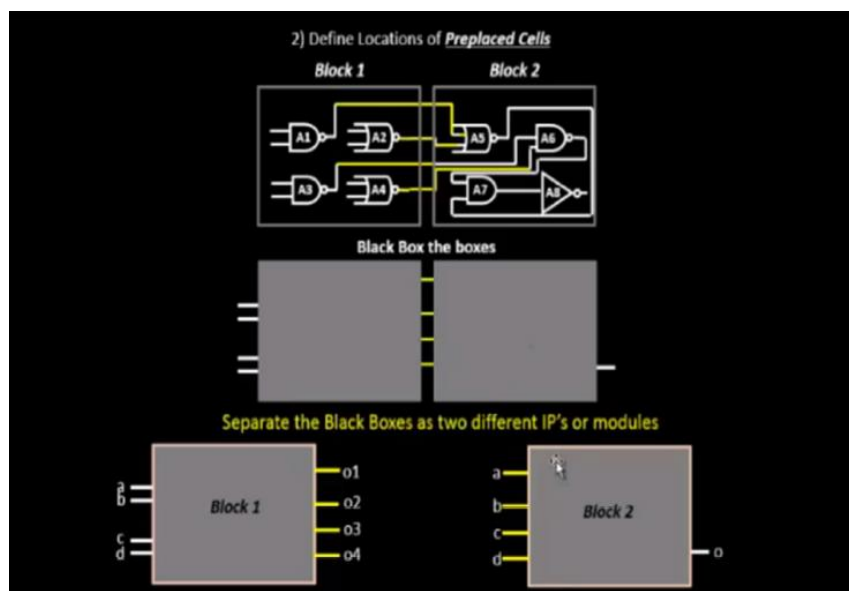 2) Define Locations of Preplaced Cells
Block 1
Block 2
A1
A2
A5
A6
A3
A4
A7
A8
Black Box the boxes
Separate the Black Boxes as two different IP's or modules
a
b
c
d
Block 1
o1
o2
o3
o4
a
b
c
d
Block 2
o